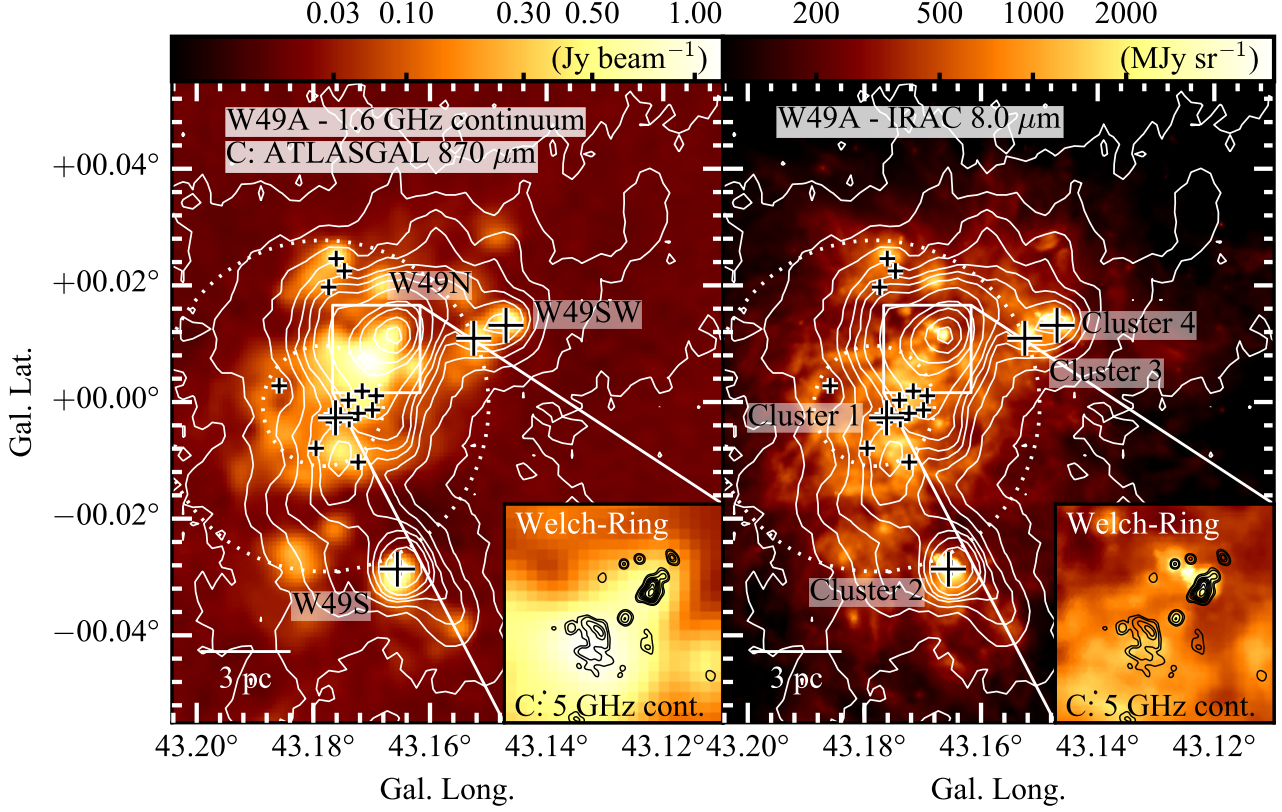 0.03 0.10 0.30 0.50 1.00
200 500 1000 2000
(Jy beam−1)
(MJy sr−1)
W49A - 1.6 GHz continuum
C: ATLASGAL 870 μm
W49A - IRAC 8.0 μm
+00.04°
+00.02°
+00.00°
−00.02°
−00.04°
Gal. Lat.
W49N
W49SW
W49S
3 pc
Welch-Ring
C: 5 GHz cont.
Cluster 4
Cluster 3
Cluster 1
Cluster 2
3 pc
Welch-Ring
C: 5 GHz cont.
43.20° 43.18° 43.16° 43.14° 43.12°
43.20° 43.18° 43.16° 43.14° 43.12°
Gal. Long.
Gal. Long.